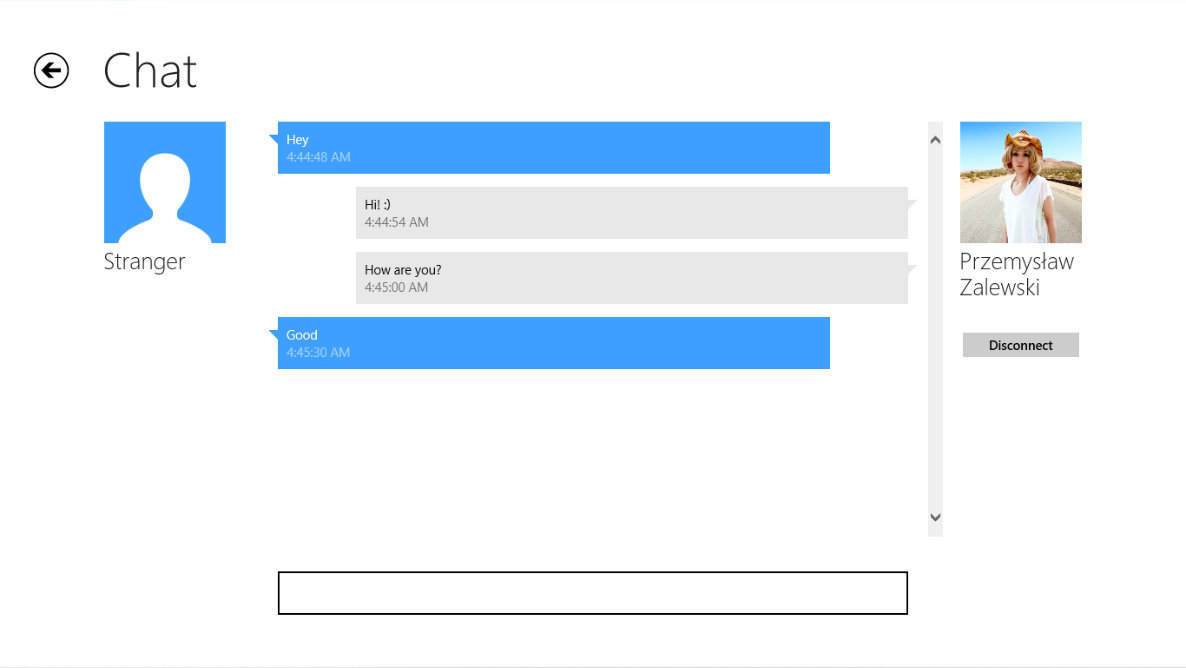 Chat
Stranger
Hey
4:44:48 AM
Hi! :)
4:44:54 AM
How are you?
4:45:00 AM
Good
4:45:30 AM
Przemysław
Zalewski
Disconnect